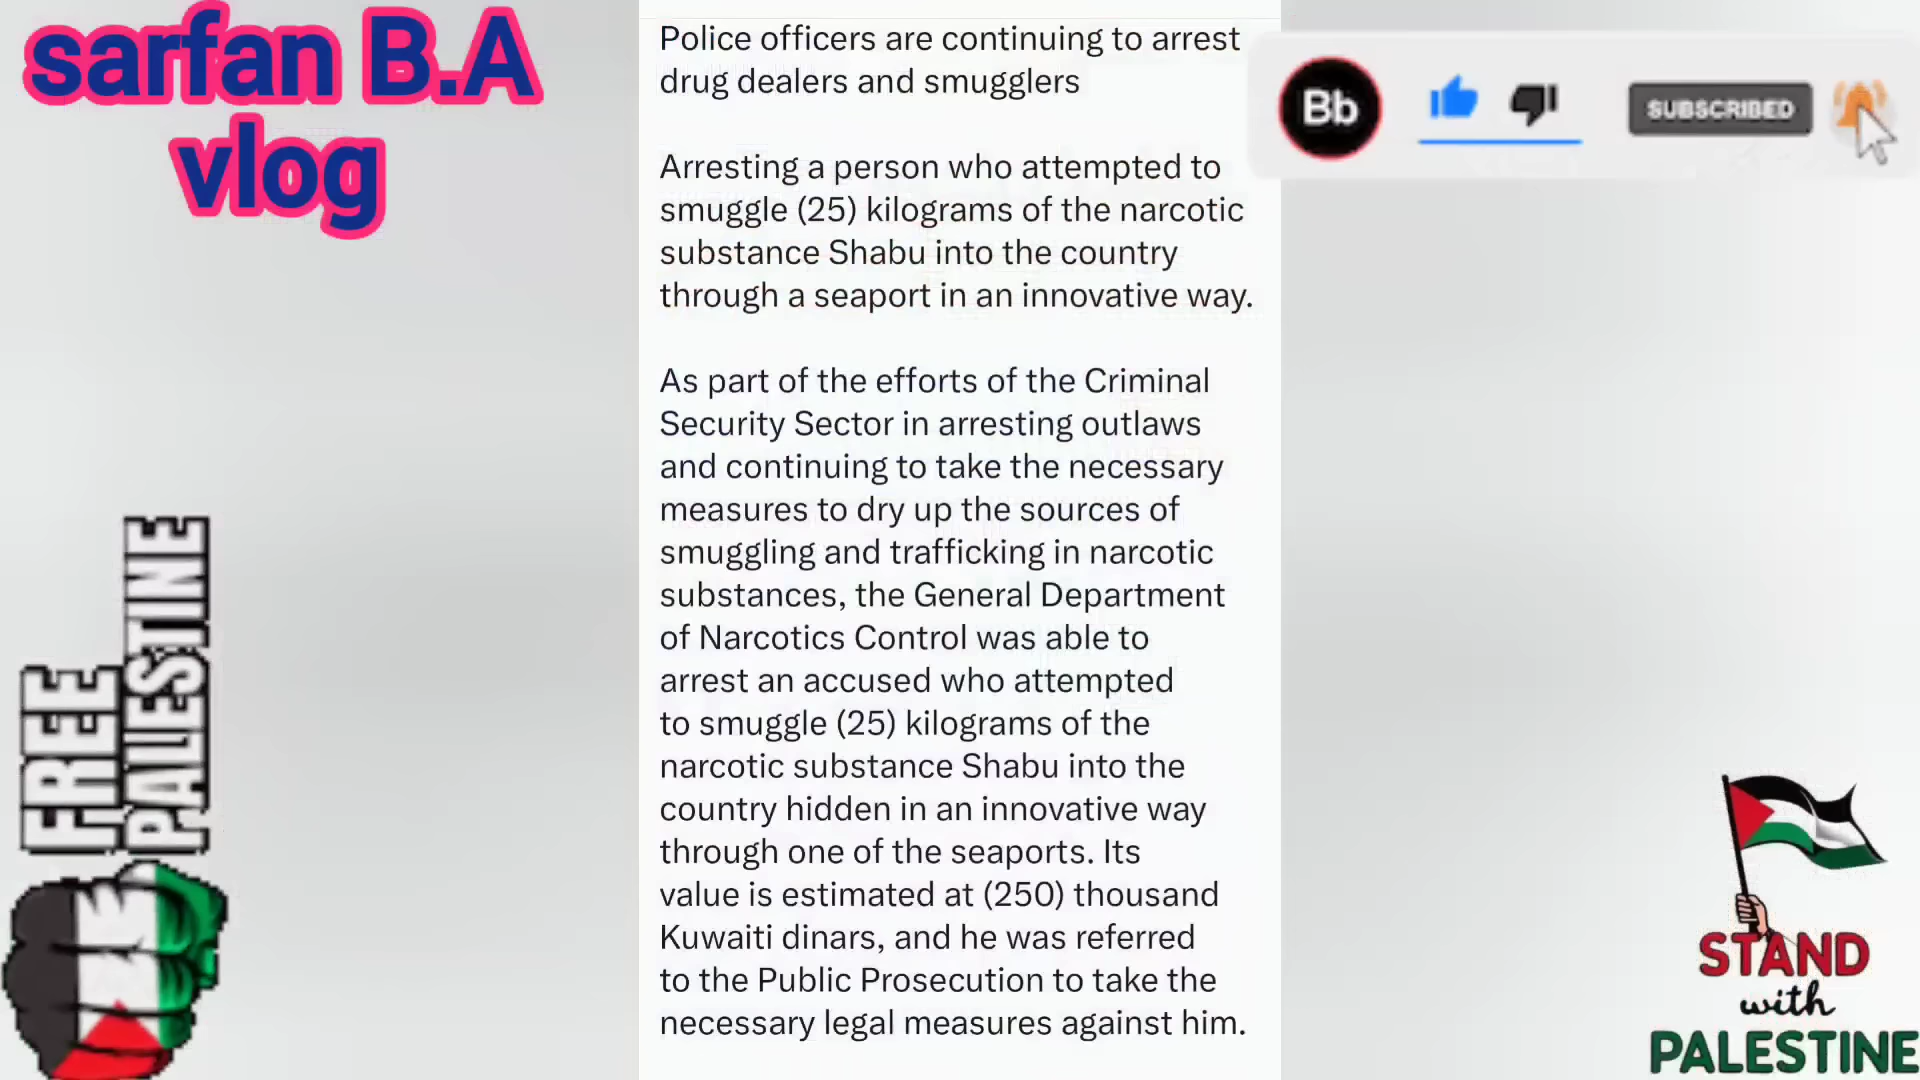 sarfan B.A
vlog
Police officers are continuing to arrest
drug dealers and smugglers
Arresting a person who attempted to
smuggle (25) kilograms of the narcotic
substance Shabu into the country
through a seaport in an innovative way.
As part of the efforts of the Criminal
Security Sector in arresting outlaws
and continuing to take the necessary
measures to dry up the sources of
smuggling and trafficking in narcotic
substances, the General Department
of Narcotics Control was able to
arrest an accused who attempted
to smuggle (25) kilograms of the
narcotic substance Shabu into the
country hidden in an innovative way
through one of the seaports. Its
value is estimated at (250) thousand
Kuwaiti dinars, and he was referred
to the Public Prosecution to take the
necessary legal measures against him.
Bb
SUBSCRIBED
FREE
PALESTINE
STAND
with
PALESTINE